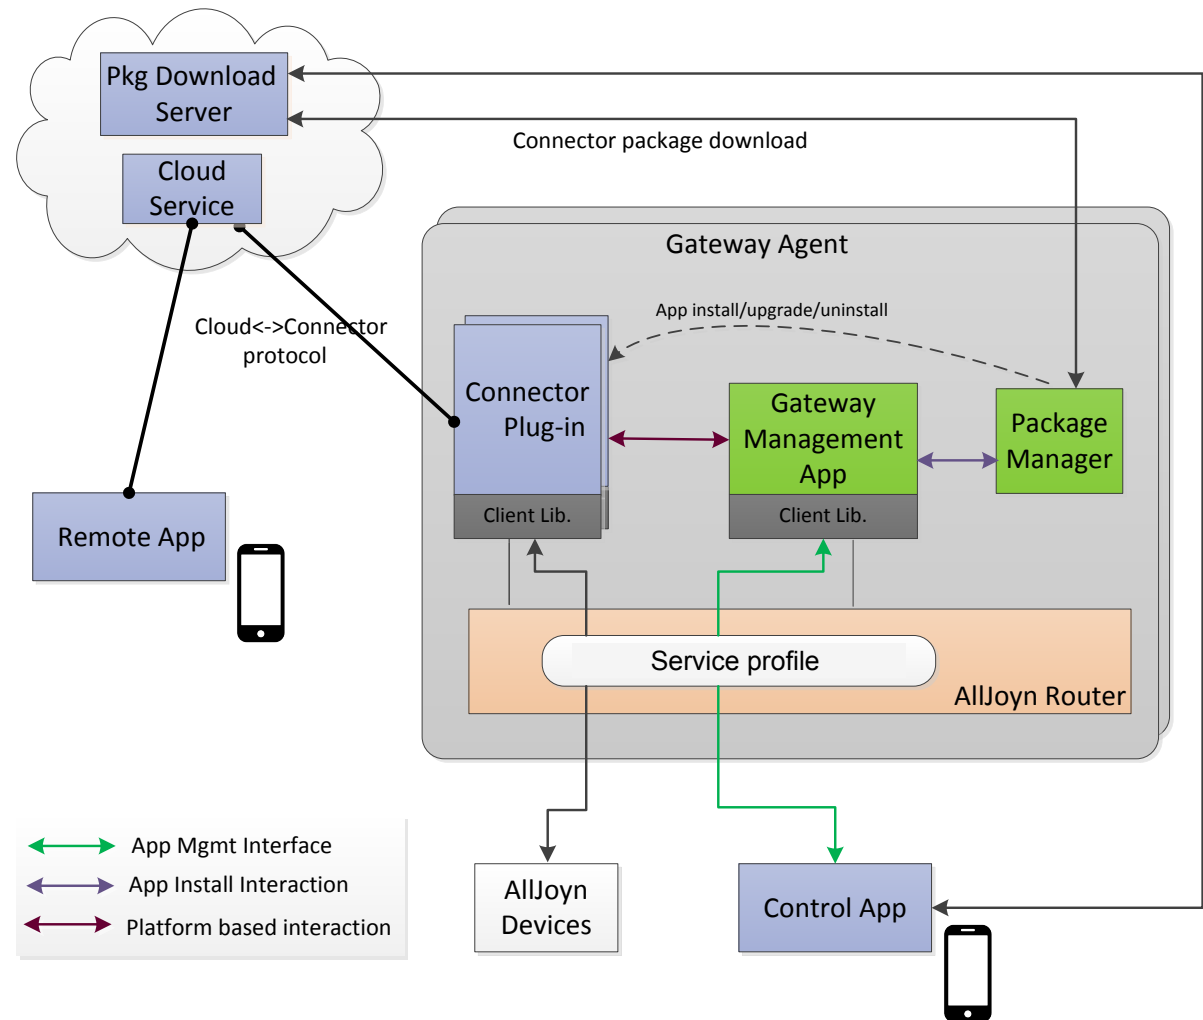 Pkg Download
Server
Connector package download
Cloud
Service
Gateway Agent
App install/upgrade/uninstall
Cloud<->Connector
protocol
Connector
Plug-in
Gateway
Management
App
Package
Manager
Client Lib.
Client Lib.
Remote App
Service profile
AllJoyn Router
App Mgmt Interface
App Install Interaction
Platform based interaction
AllJoyn
Devices
Control App